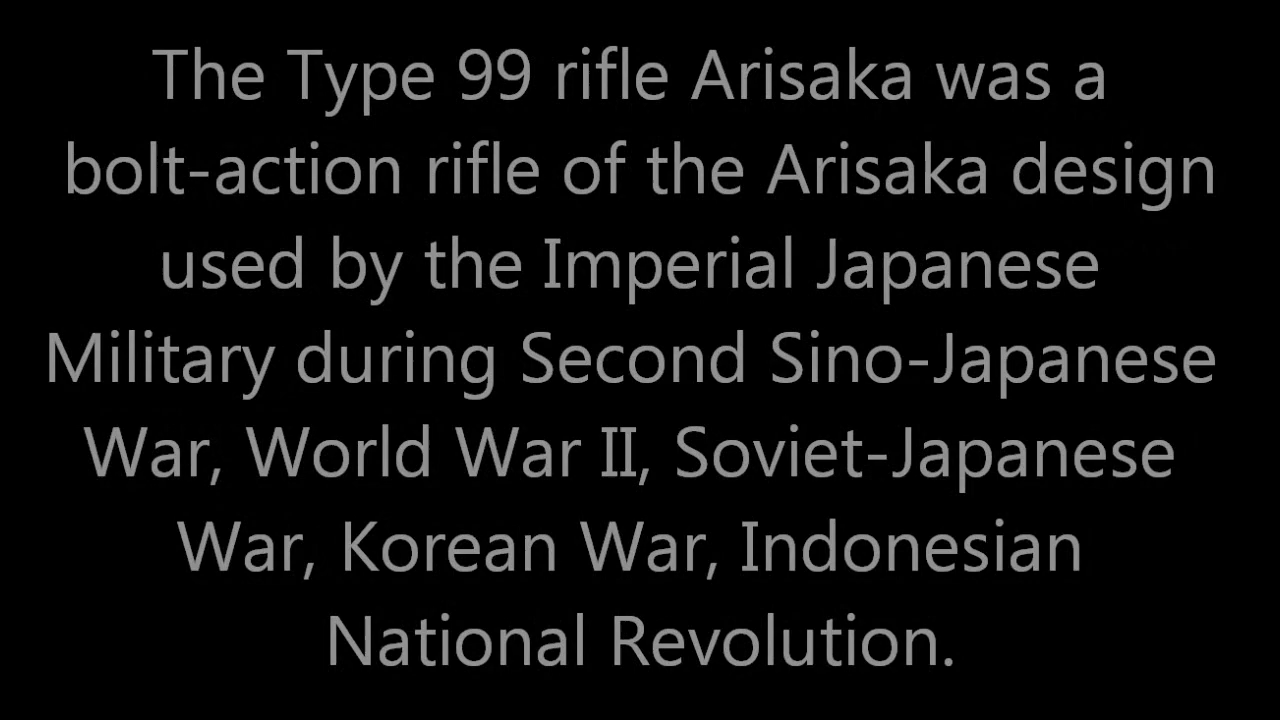 The Type 99 rifle Arisaka was a
bolt-action rifle of the Arisaka design
used by the Imperial Japanese
Military during Second Sino-Japanese
War, World War II, Soviet-Japanese
War, Korean War, Indonesian
National Revolution.